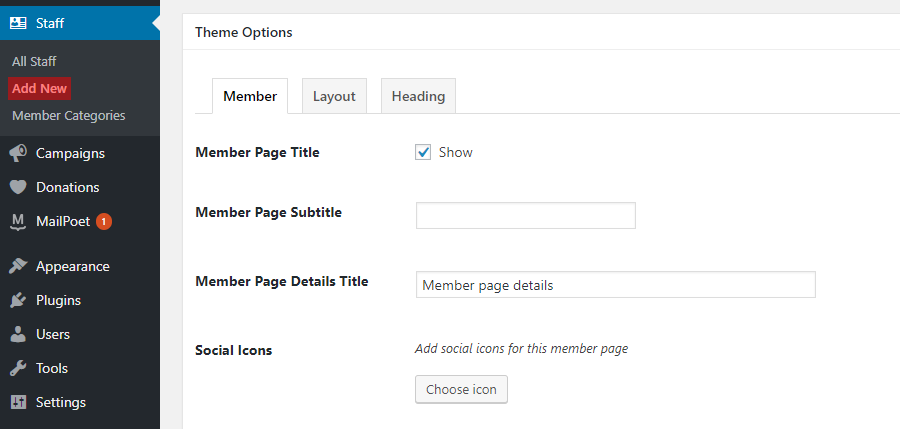 Staff
All Staff
Add New
Member Categories
Campaigns
Donations
MailPoet 1
Appearance
Plugins
Users
Tools
Settings
Theme Options
Member Layout Heading
Member Page Title Show
Member Page Subtitle
Member Page Details Title Member page details
Social Icons Add social icons for this member page
Choose icon